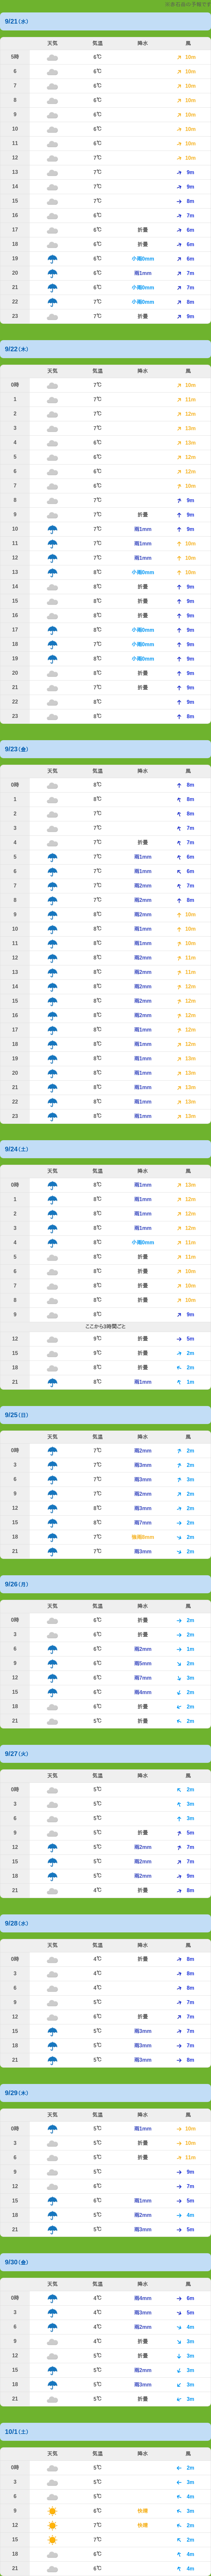 ※参拝者の予報です
9/21(水)
天気 気温 降水 風
5時 6℃ 10m
6 6℃ 10m
7 6℃ 10m
8 6℃ 10m
9 6℃ 10m
10 6℃ 10m
11 6℃ 10m
12 7℃ 10m
13 7℃ 9m
14 7℃ 9m
15 7℃ 8m
16 6℃ 7m
17 6℃ 折畳 6m
18 6℃ 折畳 6m
19 6℃ 小雨0mm 6m
20 6℃ 雨1mm 7m
21 6℃ 小雨0mm 7m
22 7℃ 小雨0mm 8m
23 7℃ 折畳 9m
9/22(木)
天気 気温 降水 風
0時 7℃ 10m
1 7℃ 11m
2 7℃ 12m
3 7℃ 13m
4 6℃ 13m
5 6℃ 12m
6 6℃ 12m
7 6℃ 10m
8 7℃ 9m
9 7℃ 折畳 9m
10 7℃ 雨1mm 9m
11 7℃ 雨1mm 10m
12 7℃ 雨1mm 10m
13 8℃ 小雨0mm 10m
14 8℃ 折畳 9m
15 8℃ 折畳 9m
16 8℃ 折畳 9m
17 8℃ 小雨0mm 9m
18 7℃ 小雨0mm 9m
19 7℃ 小雨0mm 9m
20 7℃ 折畳 9m
21 7℃ 折畳 9m
22 8℃ 8m
23 8℃ 8m
9/23(金)
天気 気温 降水 風
0時 8℃ 8m
1 8℃ 8m
2 7℃ 8m
3 7℃ 7m
4 7℃ 折畳 7m
5 7℃ 雨1mm 6m
6 7℃ 雨1mm 6m
7 7℃ 雨2mm 7m
8 7℃ 雨2mm 8m
9 8℃ 雨2mm 10m
10 8℃ 雨1mm 10m
11 8℃ 雨1mm 10m
12 8℃ 雨2mm 11m
13 8℃ 雨2mm 11m
14 8℃ 雨2mm 12m
15 8℃ 雨2mm 12m
16 8℃ 雨2mm 12m
17 8℃ 雨1mm 12m
18 8℃ 雨1mm 12m
19 8℃ 雨1mm 13m
20 8℃ 雨1mm 13m
21 8℃ 雨1mm 13m
22 8℃ 雨1mm 13m
23 8℃ 雨1mm 13m
9/24(土)
天気 気温 降水 風
0時 8℃ 雨1mm 13m
1 8℃ 雨1mm 12m
2 8℃ 雨1mm 12m
3 8℃ 雨1mm 12m
4 8℃ 小雨0mm 11m
5 8℃ 折畳 11m
6 8℃ 折畳 10m
7 8℃ 折畳 10m
8 8℃ 折畳 10m
9 8℃ 9m
ここから3時間ごと
12 9℃ 折畳 5m
15 9℃ 折畳 2m
18 8℃ 折畳 2m
21 8℃ 雨1mm 1m
9/25(日)
天気 気温 降水 風
0時 7℃ 雨2mm 2m
3 7℃ 雨3mm 2m
6 7℃ 雨3mm 3m
9 7℃ 雨2mm 2m
12 8℃ 雨3mm 2m
15 8℃ 雨7mm 2m
18 7℃ 強雨8mm 2m
21 7℃ 雨3mm 2m
9/26(月)
天気 気温 降水 風
0時 6℃ 折畳 2m
3 6℃ 折畳 2m
6 6℃ 雨2mm 1m
9 6℃ 雨5mm 2m
12 6℃ 雨7mm 3m
15 6℃ 雨4mm 2m
18 6℃ 折畳 2m
21 5℃ 折畳 2m
9/27(火)
天気 気温 降水 風
0時 5℃ 2m
3 5℃ 3m
6 5℃ 3m
9 5℃ 折畳 5m
12 5℃ 雨2mm 7m
15 5℃ 雨2mm 7m
18 5℃ 雨2mm 9m
21 4℃ 折畳 8m
9/28(水)
天気 気温 降水 風
0時 4℃ 折畳 8m
3 4℃ 8m
6 4℃ 8m
9 5℃ 7m
12 6℃ 折畳 7m
15 5℃ 雨3mm 7m
18 5℃ 雨3mm 7m
21 5℃ 雨3mm 8m
9/29(木)
天気 気温 降水 風
0時 5℃ 雨1mm 10m
3 5℃ 折畳 10m
6 5℃ 折畳 11m
9 5℃ 9m
12 6℃ 7m
15 6℃ 雨1mm 5m
18 5℃ 雨2mm 4m
21 5℃ 雨3mm 5m
9/30(金)
天気 気温 降水 風
0時 4℃ 雨4mm 6m
3 4℃ 雨3mm 5m
6 4℃ 雨2mm 4m
9 4℃ 折畳 3m
12 5℃ 折畳 3m
15 5℃ 雨2mm 3m
18 5℃ 雨3mm 3m
21 5℃ 折畳 3m
10/1(土)
天気 気温 降水 風
0時 5℃ 2m
3 5℃ 3m
6 5℃ 4m
9 6℃ 快晴 3m
12 7℃ 快晴 2m
15 7℃ 2m
18 6℃ 4m
21 6℃ 4m